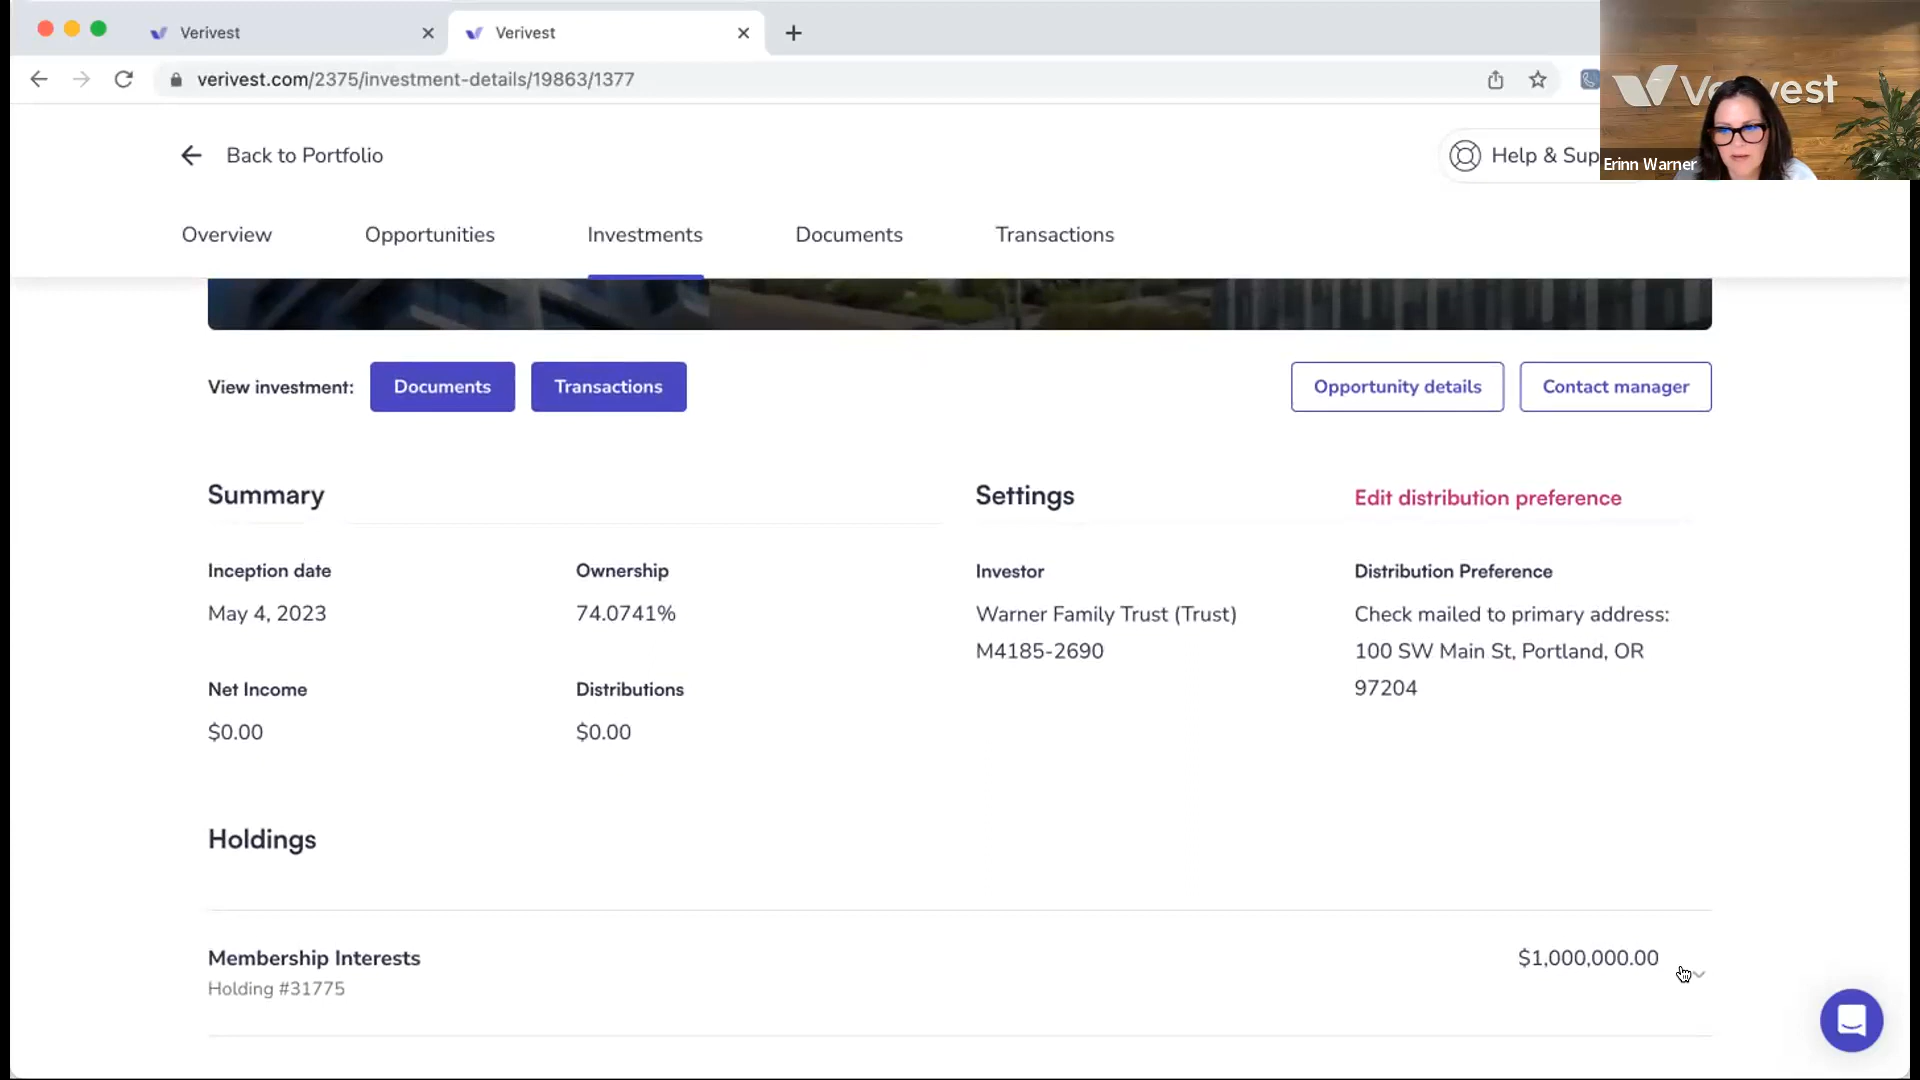 Verivest
Verivest
verivest.com/2375/investment-details/19863/1377
Back to Portfolio
Help & Sup
Erinn Warner
Overview
Opportunities
Investments
Documents
Transactions
View investment:
Documents
Transactions
Opportunity details
Contact manager
Summary
Settings
Edit distribution preference
Inception date
Ownership
Investor
Distribution Preference
May 4, 2023
74.0741%
Warner Family Trust (Trust)
M4185-2690
Check mailed to primary address:
100 SW Main St, Portland, OR
97204
Net Income
Distributions
$0.00
$0.00
Holdings
Membership Interests
$1,000,000.00
Holding #31775